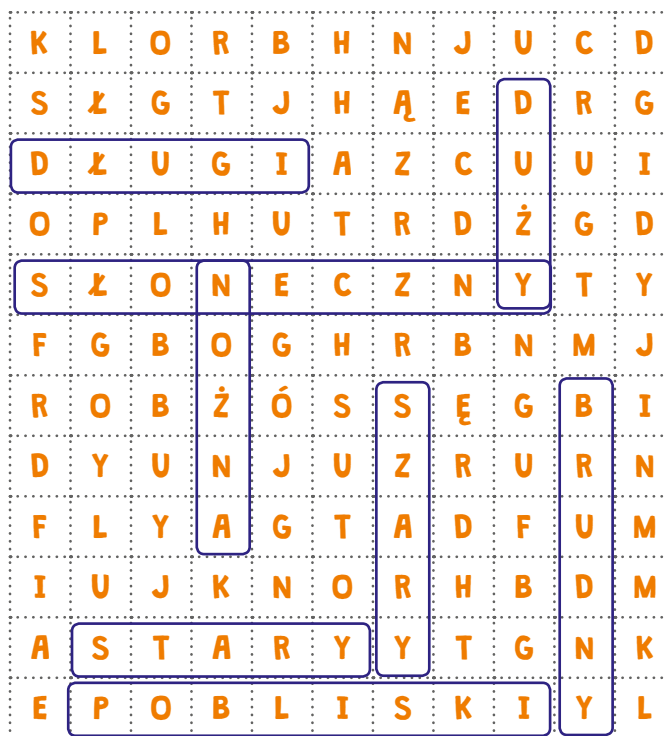 K L O R B H N J U C D
S Ł G T J H Ą E D R G
D Ł U G I A Z C U U I
O P L H U T R D Ż G D
S Ł O N E C Z N Y T Y
F G B O G H R B N M J
R O B Ż Ó S S Ę G B I
D Y U N J U Z R U R N
F L Y A G T A D F U M
I U J K N O R H B D M
A S T A R Y Y T G N K
E P O B L I S K I Y L